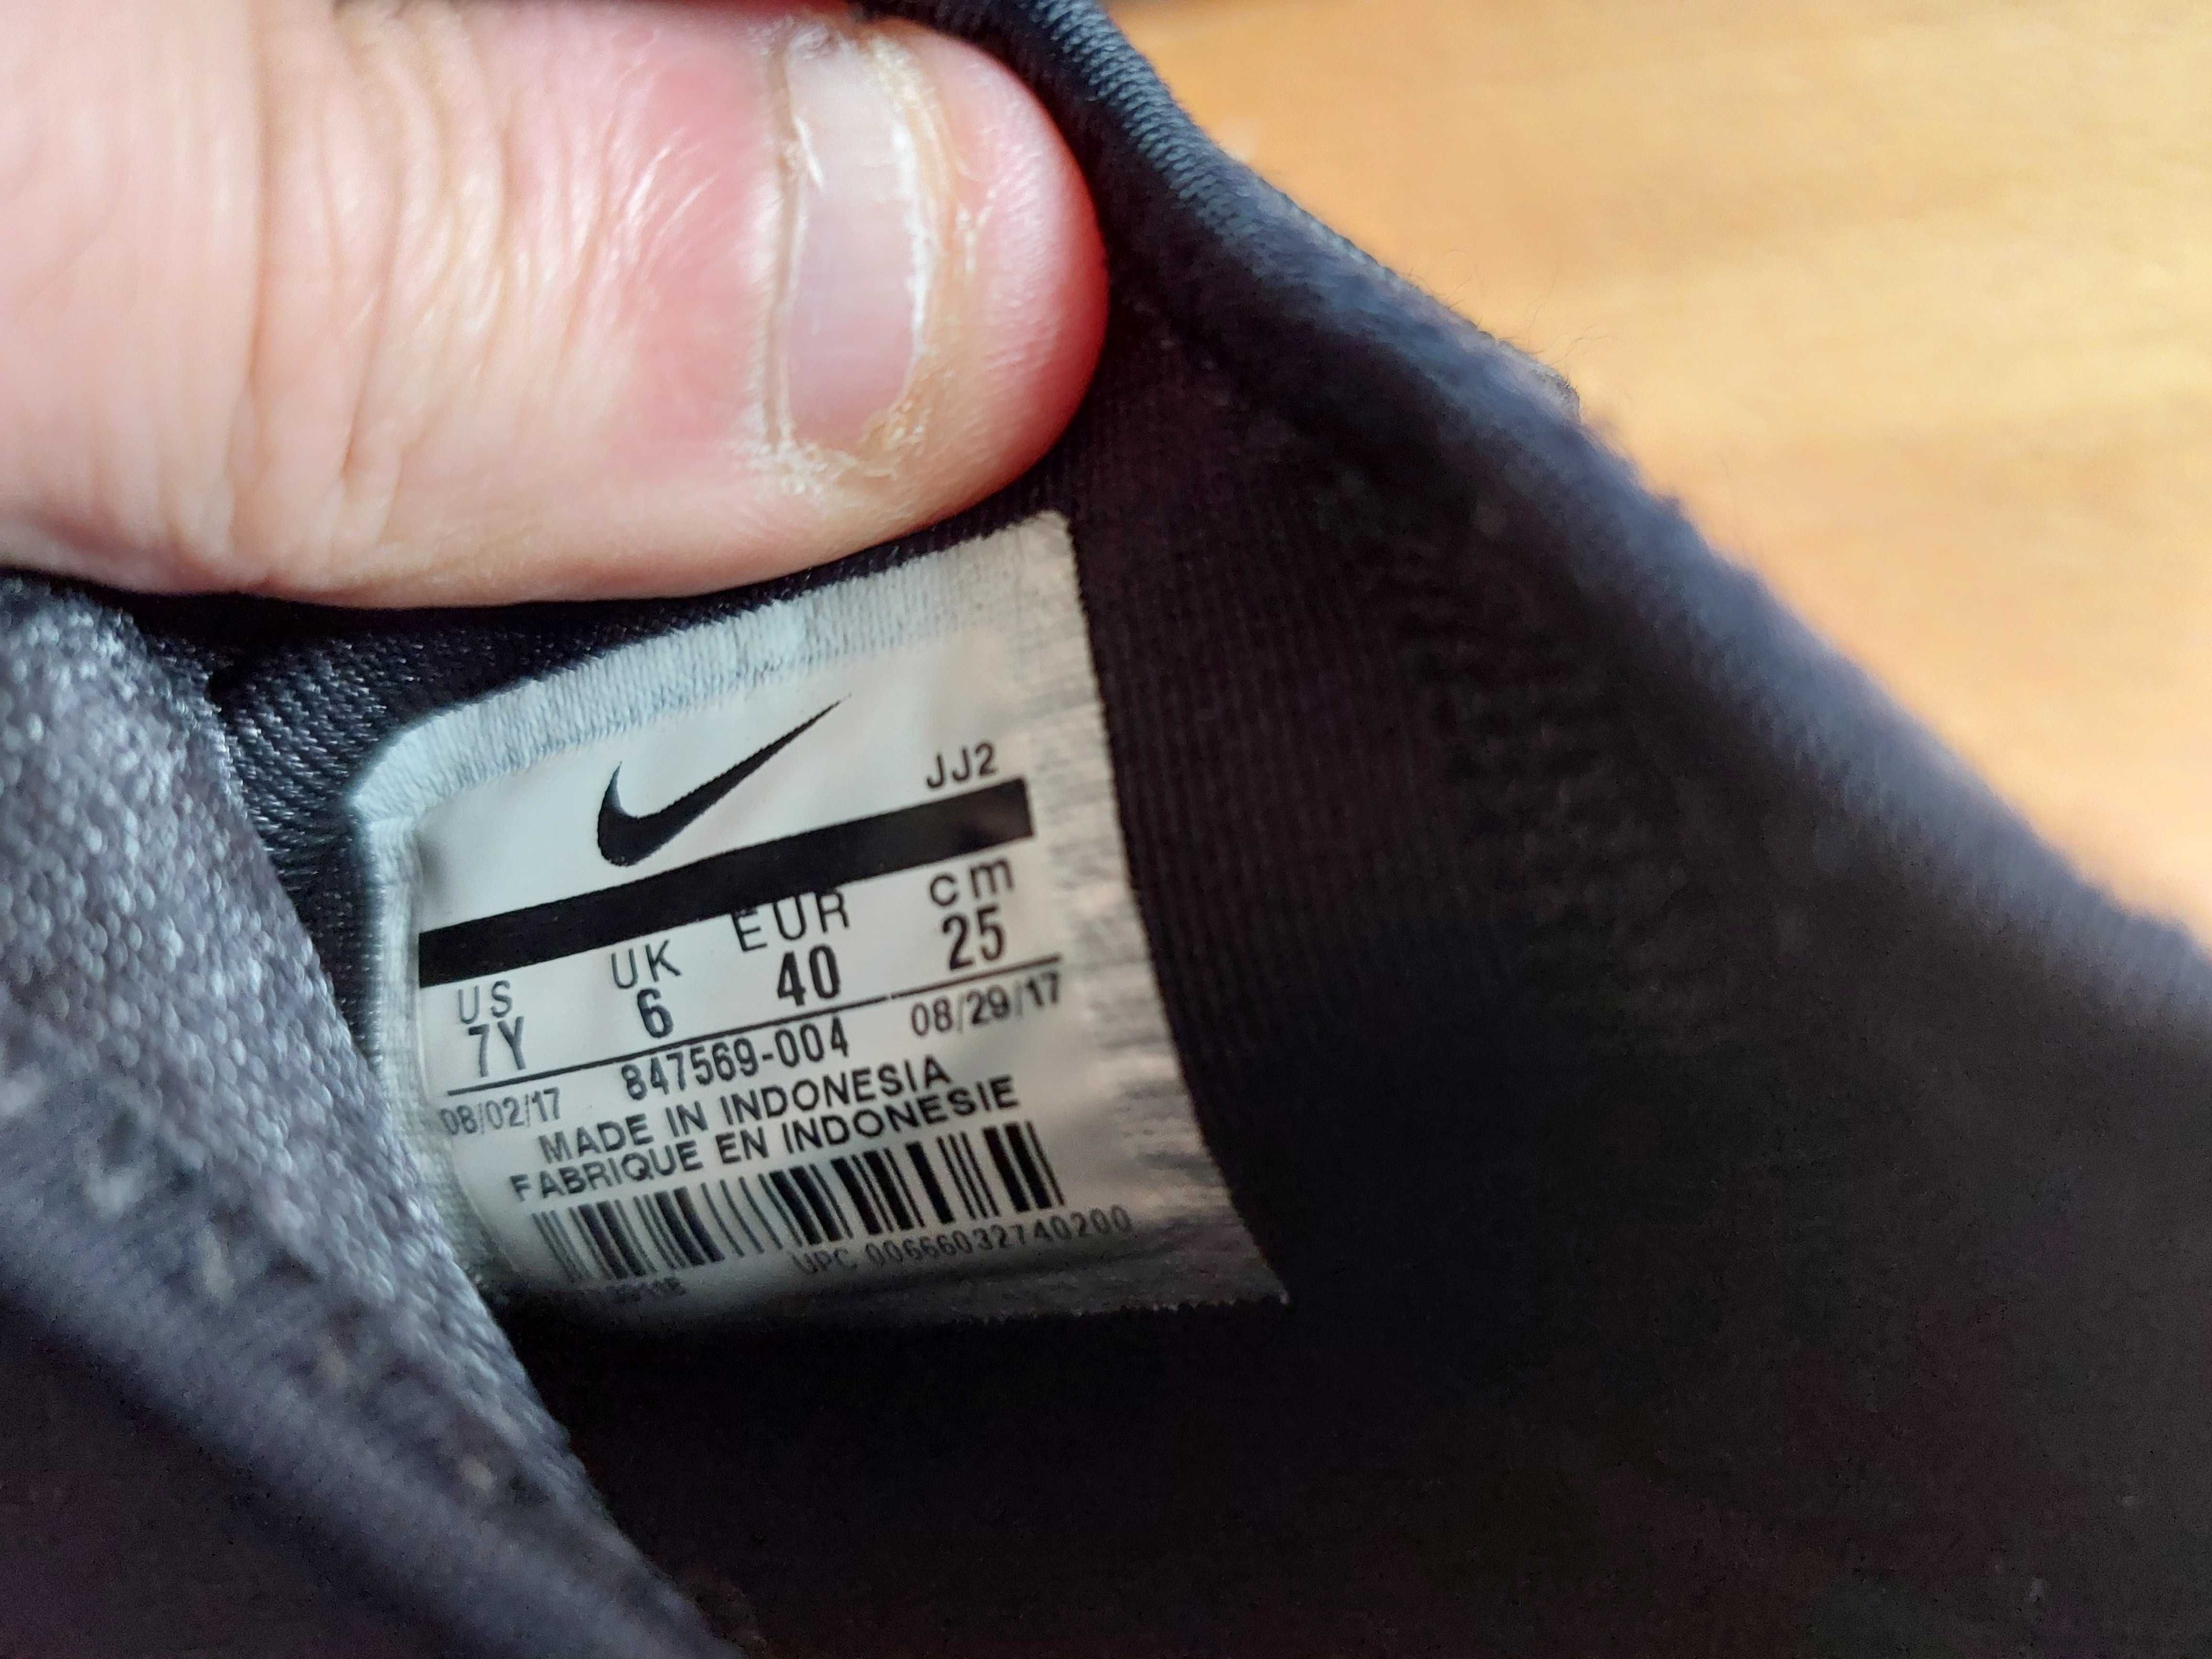 JJ2
US UK EUR cm
7Y 6 40 25
08/02/17 847569-004 08/29/17
MADE IN INDONESIA
FABRIQUE EN INDONESIE
UPC 00666032740200